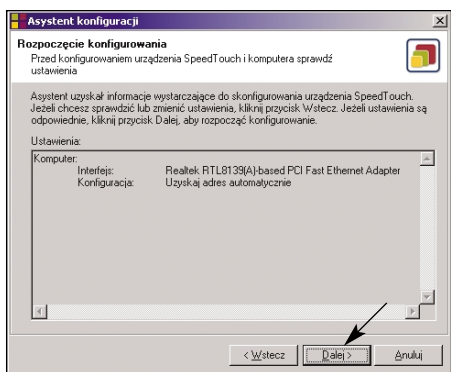 Asystent konfiguracji
Rozpoczęcie konfigurowania
Przed konfigurowaniem urządzenia SpeedTouch i komputera sprawdź
ustawienia
Asystent uzyskał informacje wystarczające do skonfigurowania urządzenia SpeedTouch.
Jeżeli chcesz sprawdzić lub zmienić ustawienia, kliknij przycisk Wstecz. Jeżeli ustawienia są
odpowiednie, kliknij przycisk Dalej, aby rozpocząć konfigurowanie.
Ustawienia:
Komputer:
Interfejs: Realtek RTL8139(A)-based PCI Fast Ethernet Adapter
Konfiguracja: Uzyskaj adres automatycznie
< Wstecz Dalej > Anuluj